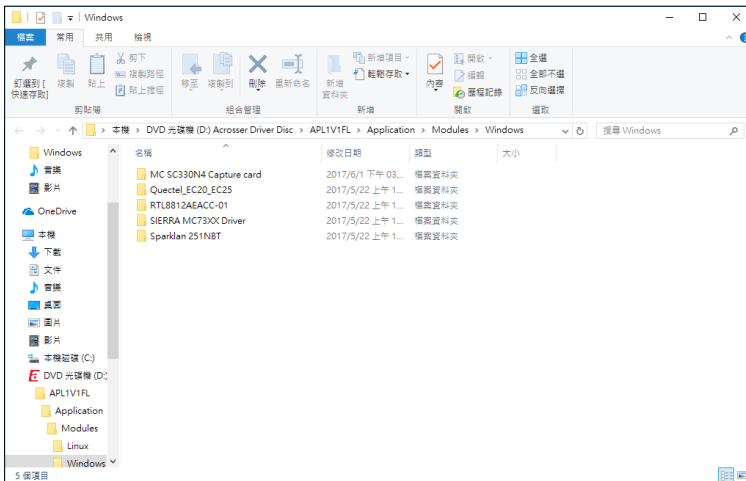 Windows
檔案 常用 共用 檢視
釘選到 [快速存取]
複製
貼上
剪下
複製路徑
貼上捷徑
剪貼簿
移至
複製到
刪除
重新命名
組合管理
新增資料夾
新增項目
輕鬆存取
新增
內容
開啟
編輯
歷程記錄
開啟
全選
全部不選
反向選擇
選取
本機 › DVD 光碟機 (D:) Acrosser Driver Disc › APL1V1FL › Application › Modules › Windows
搜尋 Windows
名稱 修改日期 類型 大小
MC SC330N4 Capture card 2017/6/1 下午 03... 檔案資料夾
Quectel_EC20_EC25 2017/5/22 上午 1... 檔案資料夾
RTL8812AEACC-01 2017/5/22 上午 1... 檔案資料夾
SIERRA MC73XX Driver 2017/5/22 上午 1... 檔案資料夾
Sparklan 251NBT 2017/5/22 上午 1... 檔案資料夾
Windows
音樂
影片
OneDrive
本機
下載
文件
音樂
桌面
圖片
影片
本機磁碟 (C:)
DVD 光碟機 (D:)
APL1V1FL
Application
Modules
Linux
Windows
5 個項目